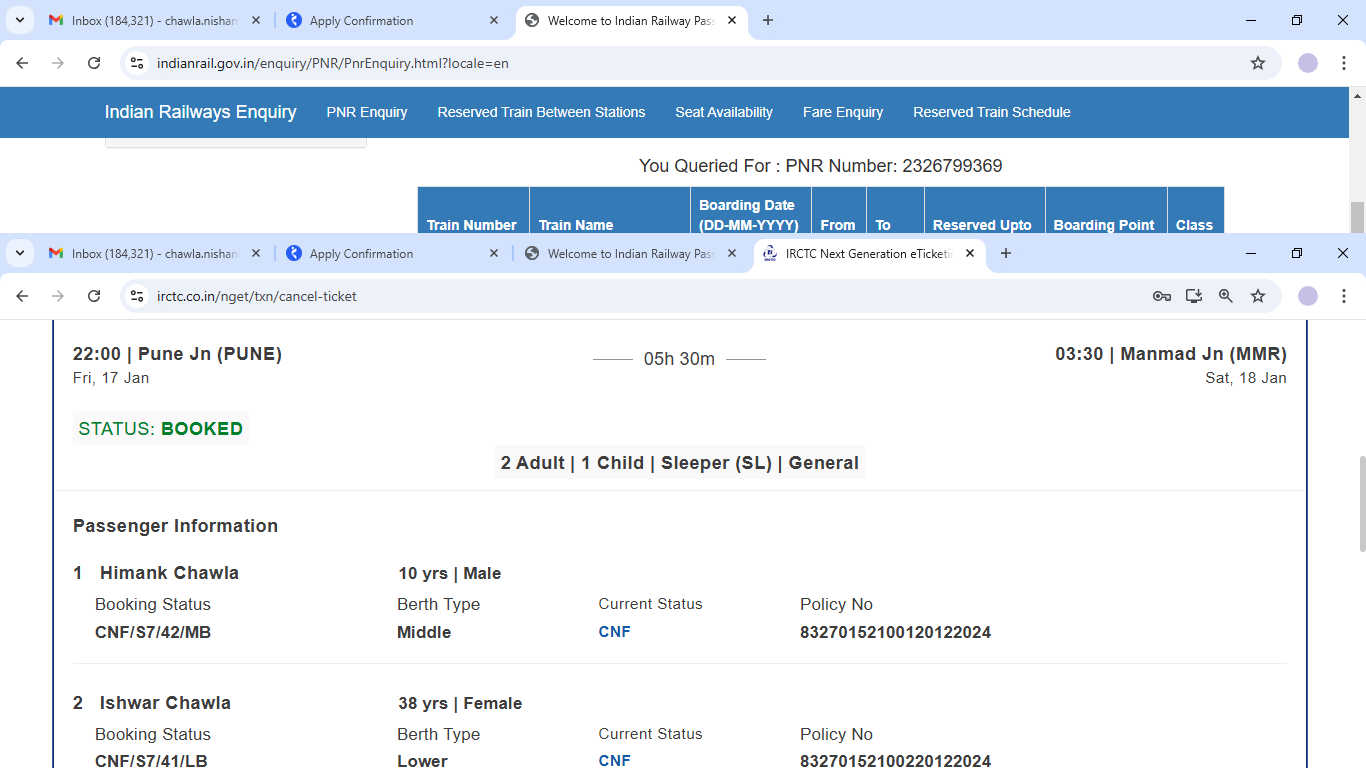 Inbox (184,321) - chawla.nishan
Apply Confirmation
Welcome to Indian Railway Pas
indianrail.gov.in/enquiry/PNR/PnrEnquiry.html?locale=en
Indian Railways Enquiry PNR Enquiry Reserved Train Between Stations Seat Availability Fare Enquiry Reserved Train Schedule
You Queried For : PNR Number: 2326799369
Train Number Train Name Boarding Date (DD-MM-YYYY) From To Reserved Upto Boarding Point Class
Inbox (184,321) - chawla.nishan
Apply Confirmation
Welcome to Indian Railway Pas
IRCTC Next Generation eTicketi
irctc.co.in/nget/txn/cancel-ticket
22:00 | Pune Jn (PUNE) 05h 30m 03:30 | Manmad Jn (MMR)
Fri, 17 Jan Sat, 18 Jan
STATUS: BOOKED
2 Adult | 1 Child | Sleeper (SL) | General
Passenger Information
1 Himank Chawla 10 yrs | Male
Booking Status Berth Type Current Status Policy No
CNF/S7/42/MB Middle CNF 83270152100120122024
2 Ishwar Chawla 38 yrs | Female
Booking Status Berth Type Current Status Policy No
CNF/S7/41/LB Lower CNF 83270152100220122024